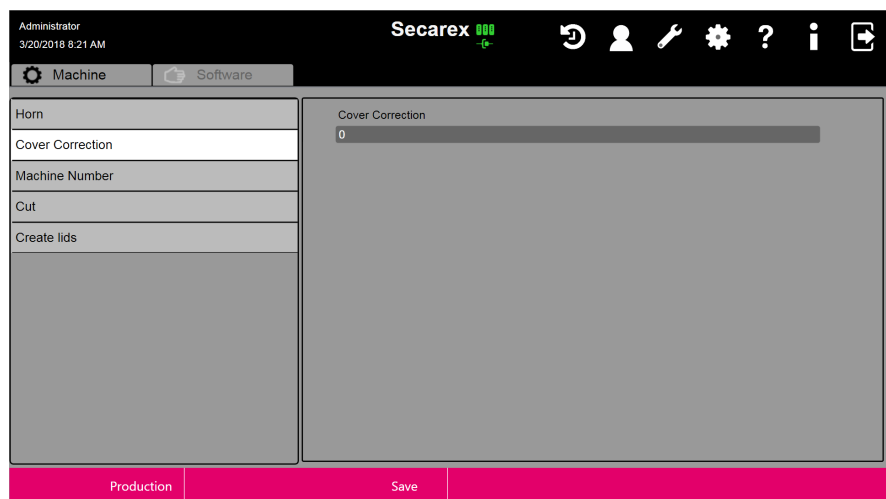 Administrator
3/20/2018 8:21 AM
Secarex
?
i
Machine
Software
Horn
Cover Correction
Machine Number
Cut
Create lids
Cover Correction
0
Production
Save